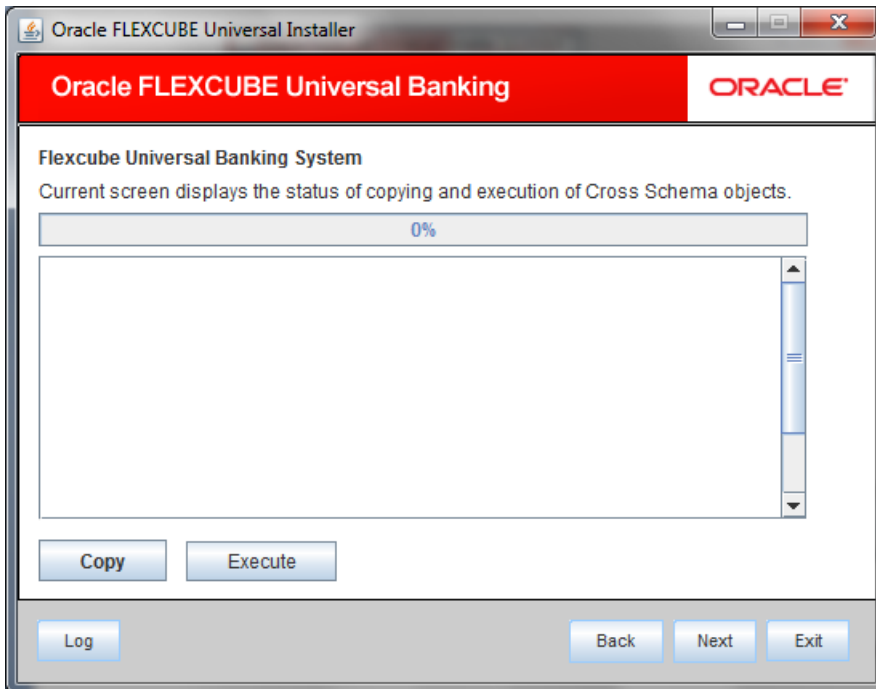 Oracle FLEXCUBE Universal Installer
Oracle FLEXCUBE Universal Banking
ORACLE
Flexcube Universal Banking System
Current screen displays the status of copying and execution of Cross Schema objects.
0%
Copy Execute
Log Back Next Exit